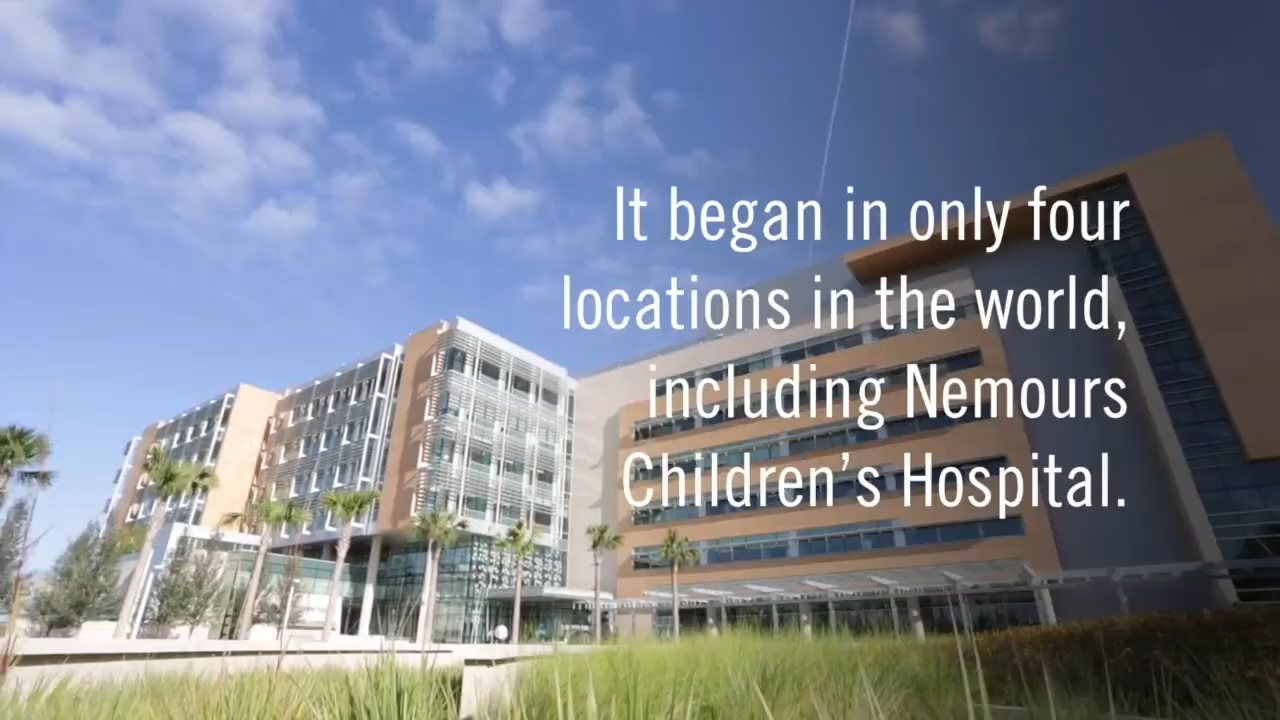 It began in only four
locations in the world,
including Nemours
Children's Hospital.